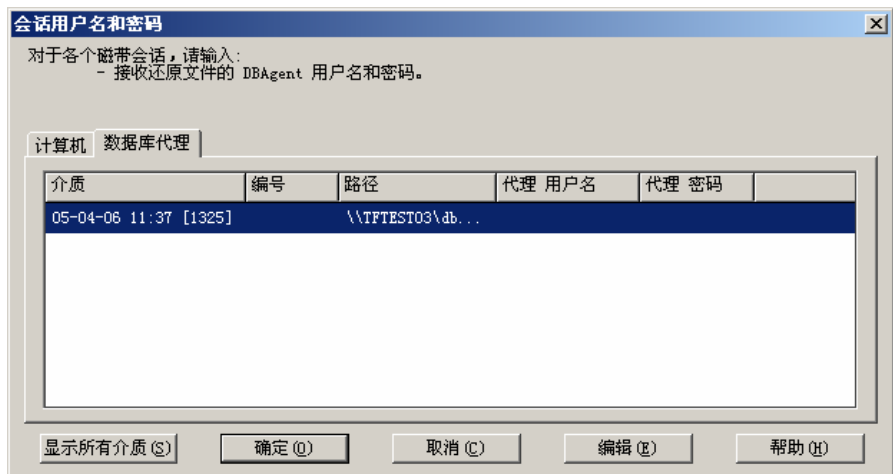 会话用户名和密码
对于各个磁带会话，请输入：
- 接收还原文件的 DBAgent 用户名和密码。
计算机 数据库代理
介质 编号 路径 代理 用户名 代理 密码
05-04-06 11:37 [1325] \\TFTEST03\db...
显示所有介质(S) 确定(O) 取消(C) 编辑(E) 帮助(H)